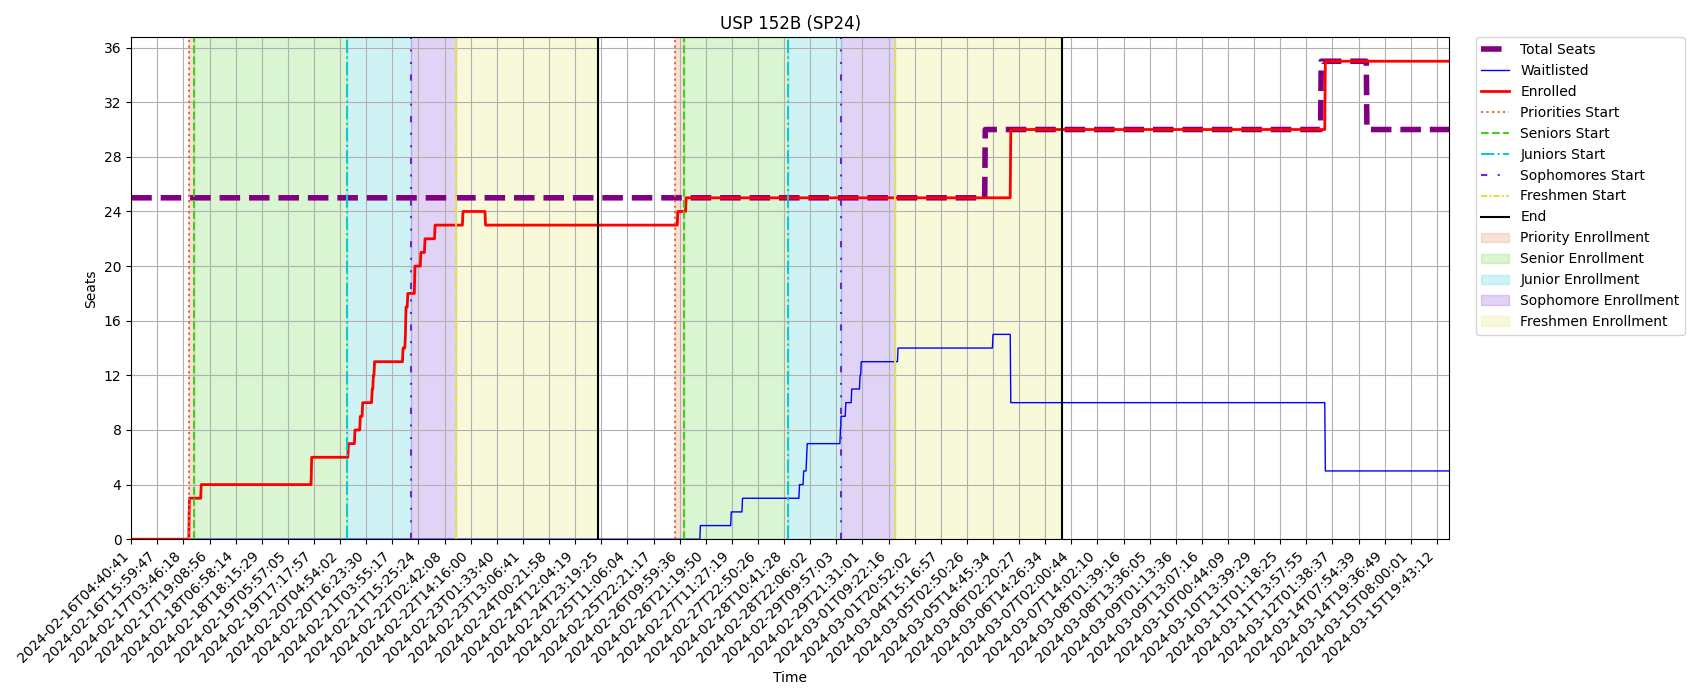 USP 152B (SP24)
Seats
36
32
28
24
20
16
12
8
4
0
2024-02-16T04:40:41
2024-02-16T15:59:47
2024-02-17T03:46:18
2024-02-17T19:08:56
2024-02-18T06:58:14
2024-02-18T18:15:29
2024-02-19T05:57:05
2024-02-19T17:17:57
2024-02-20T04:54:02
2024-02-20T16:23:30
2024-02-21T03:55:17
2024-02-21T15:25:24
2024-02-22T02:42:08
2024-02-22T14:16:00
2024-02-23T01:33:40
2024-02-23T13:06:41
2024-02-24T00:21:58
2024-02-24T12:04:19
2024-02-24T23:19:25
2024-02-25T11:06:04
2024-02-25T22:21:17
2024-02-26T09:59:36
2024-02-26T21:19:50
2024-02-27T11:27:19
2024-02-27T22:50:26
2024-02-28T10:41:28
2024-02-28T22:06:02
2024-02-29T09:57:03
2024-02-29T21:31:01
2024-03-01T09:22:16
2024-03-01T20:52:02
2024-03-04T15:16:57
2024-03-05T02:50:26
2024-03-05T14:45:34
2024-03-06T02:20:27
2024-03-06T14:26:34
2024-03-07T02:00:44
2024-03-07T14:02:10
2024-03-08T01:39:16
2024-03-08T13:36:05
2024-03-09T01:13:36
2024-03-09T13:07:16
2024-03-10T00:44:09
2024-03-10T13:39:29
2024-03-11T01:18:25
2024-03-11T13:57:55
2024-03-12T01:38:37
2024-03-14T07:54:39
2024-03-14T19:36:49
2024-03-15T08:00:01
2024-03-15T19:43:12
Time
Total Seats
Waitlisted
Enrolled
Priorities Start
Seniors Start
Juniors Start
Sophomores Start
Freshmen Start
End
Priority Enrollment
Senior Enrollment
Junior Enrollment
Sophomore Enrollment
Freshmen Enrollment